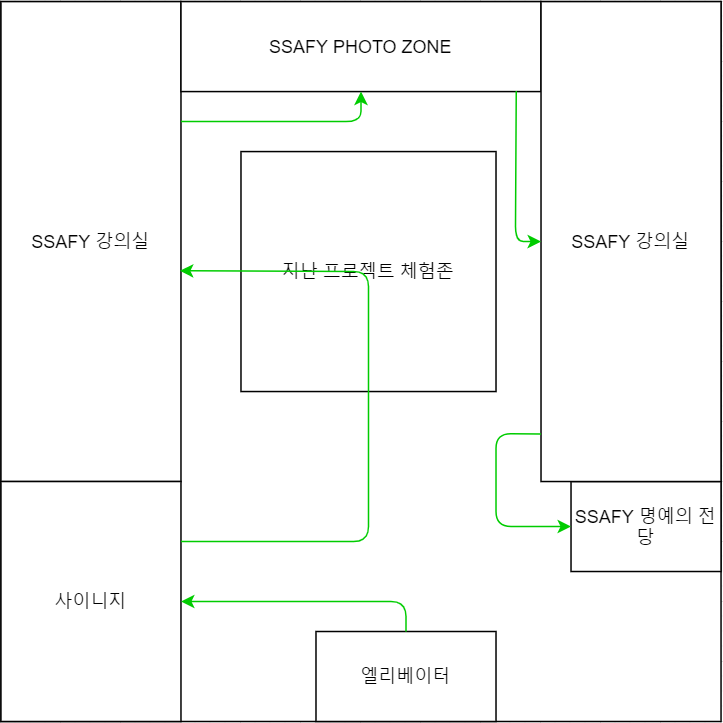 SSAFY PHOTO ZONE
SSAFY 강의실
SSAFY 강의실
지난 프로젝트 체험존
SSAFY 명예의 전
당
사이니지
엘리베이터